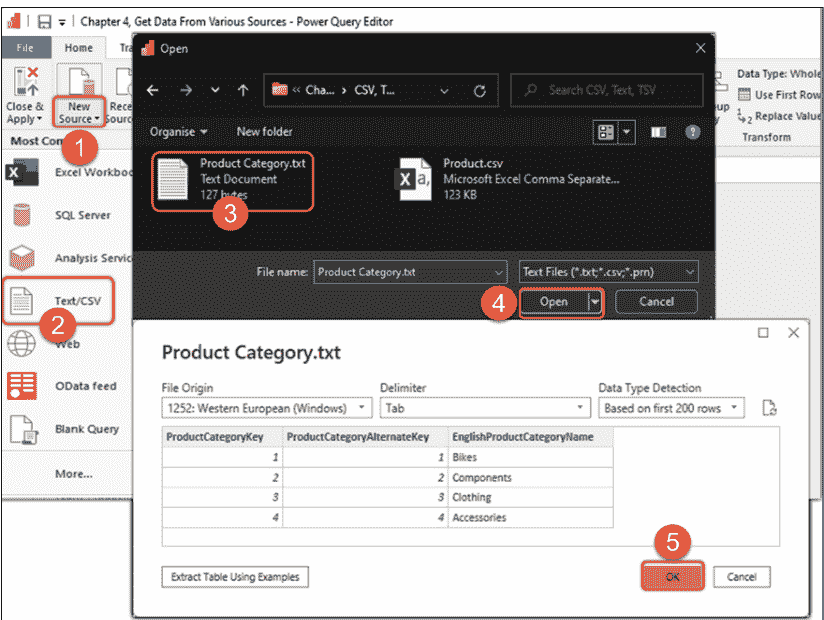 Chapter 4, Get Data From Various Sources - Power Query Editor
File
Home
Tra
Close &
Apply
New
Source
Rece
Sourc
1
Most Co
Excel Workboo
SQL Server
Analysis Servic
Text/CSV
2
Web
OData feed
Blank Query
More...
Open
Cha...
CSV, T...
Search CSV, Text, TSV
Organise
New folder
Product Category.txt
Text Document
127 bytes
3
Product.csv
Microsoft Excel Comma Separate...
123 KB
File name:
Product Category.txt
Text Files (*.txt;*.csv;*.prn)
4
Open
Cancel
Data Type: Whole
Use First Row
Replace Value
Transform
Product Category.txt
File Origin
Delimiter
Data Type Detection
1252: Western European (Windows)
Tab
Based on first 200 rows
ProductCategoryKey ProductCategoryAlternateKey EnglishProductCategoryName
1 1 Bikes
2 2 Components
3 3 Clothing
4 4 Accessories
5
Extract Table Using Examples
OK
Cancel